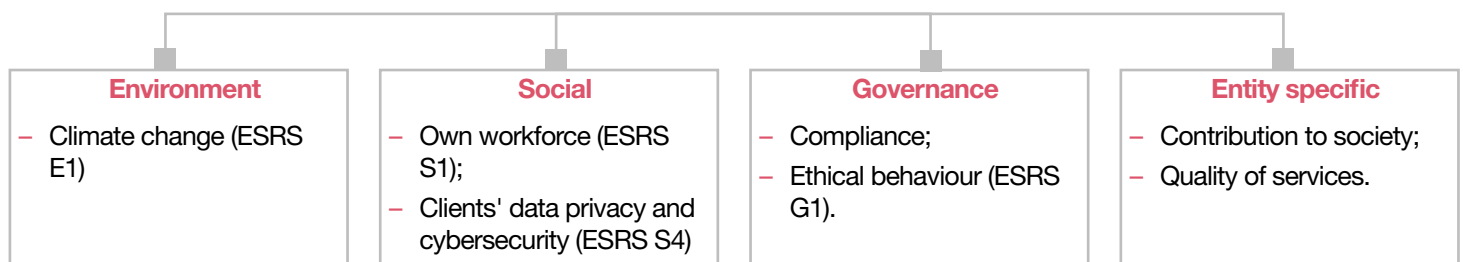 Environment
– Climate change (ESRS
E1)
Social
– Own workforce (ESRS
S1);
– Clients' data privacy and
cybersecurity (ESRS S4)
Governance
– Compliance;
– Ethical behaviour (ESRS
G1).
Entity specific
– Contribution to society;
– Quality of services.